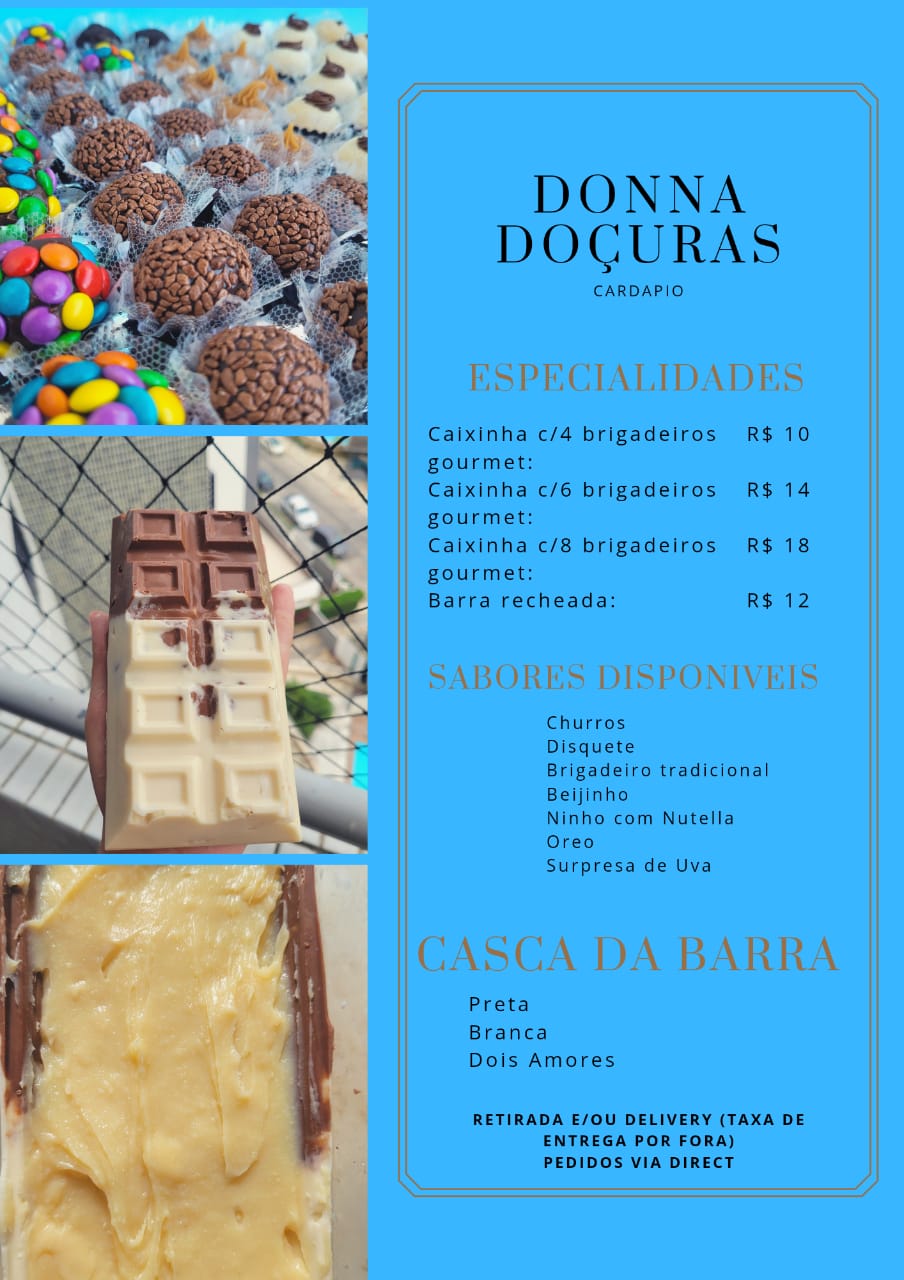 DONNA
DOÇURAS
CARDAPIO
ESPECIALIDADES
Caixinha c/4 brigadeiros gourmet: R$ 10
Caixinha c/6 brigadeiros gourmet: R$ 14
Caixinha c/8 brigadeiros gourmet: R$ 18
Barra recheada: R$ 12
SABORES DISPONIVEIS
Churros
Disquete
Brigadeiro tradicional
Beijinho
Ninho com Nutella
Oreo
Surpresa de Uva
CASCA DA BARRA
Preta
Branca
Dois Amores
RETIRADA E/OU DELIVERY (TAXA DE
ENTREGA POR FORA)
PEDIDOS VIA DIRECT